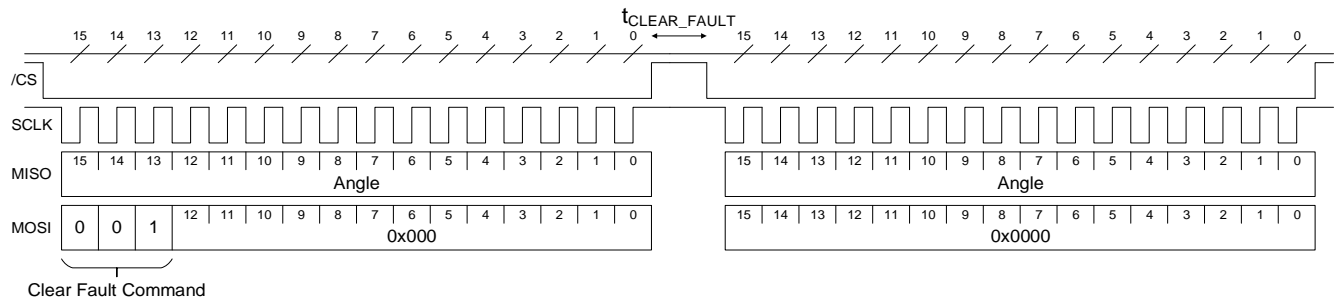 tCLEAR_FAULT
15 14 13 12 11 10 9 8 7 6 5 4 3 2 1 0 15 14 13 12 11 10 9 8 7 6 5 4 3 2 1 0
/CS
SCLK
15 14 13 12 11 10 9 8 7 6 5 4 3 2 1 0 15 14 13 12 11 10 9 8 7 6 5 4 3 2 1 0
MISO
Angle Angle
12 11 10 9 8 7 6 5 4 3 2 1 0 15 14 13 12 11 10 9 8 7 6 5 4 3 2 1 0
MOSI 0 0 1
0x000 0x0000
Clear Fault Command